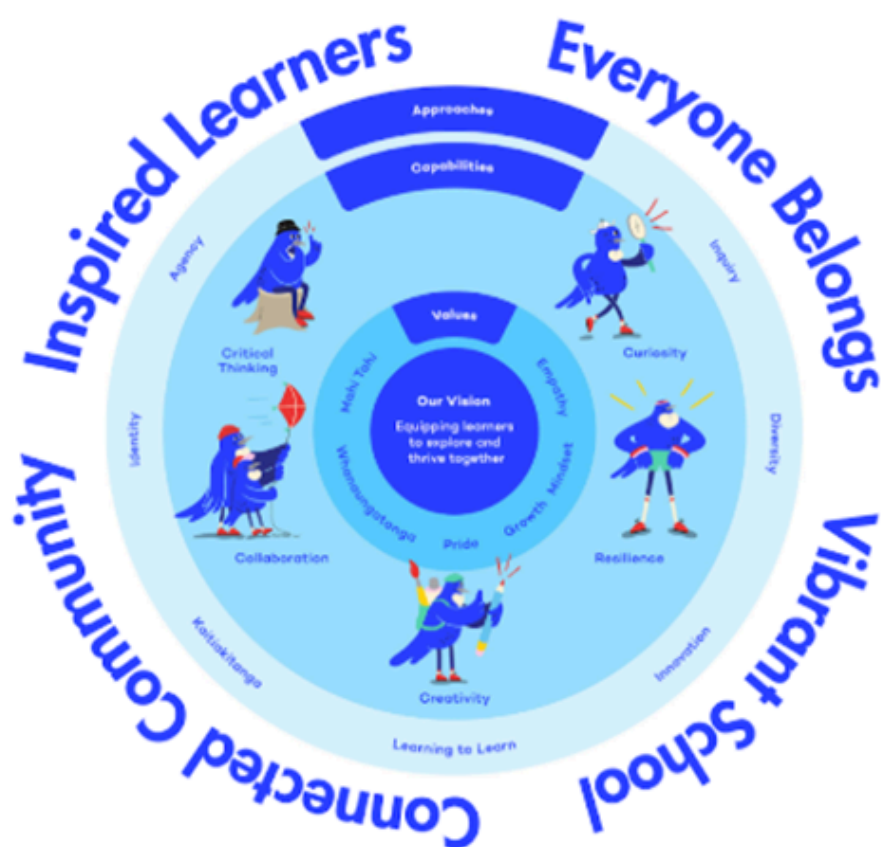 Inspired Learners
Everyone Belongs
Vibrant School
Connected Community
Approaches
Agency
Inquiry
Identity
Diversity
Kaitiakitanga
Innovation
Learning to Learn
Capabilities
Critical
Thinking
Curiosity
Collaboration
Resilience
Creativity
Values
Mahi Tahi
Empathy
Whanaungatanga
Pride
Growth Mindset
Our Vision
Equipping learners
to explore and
thrive together